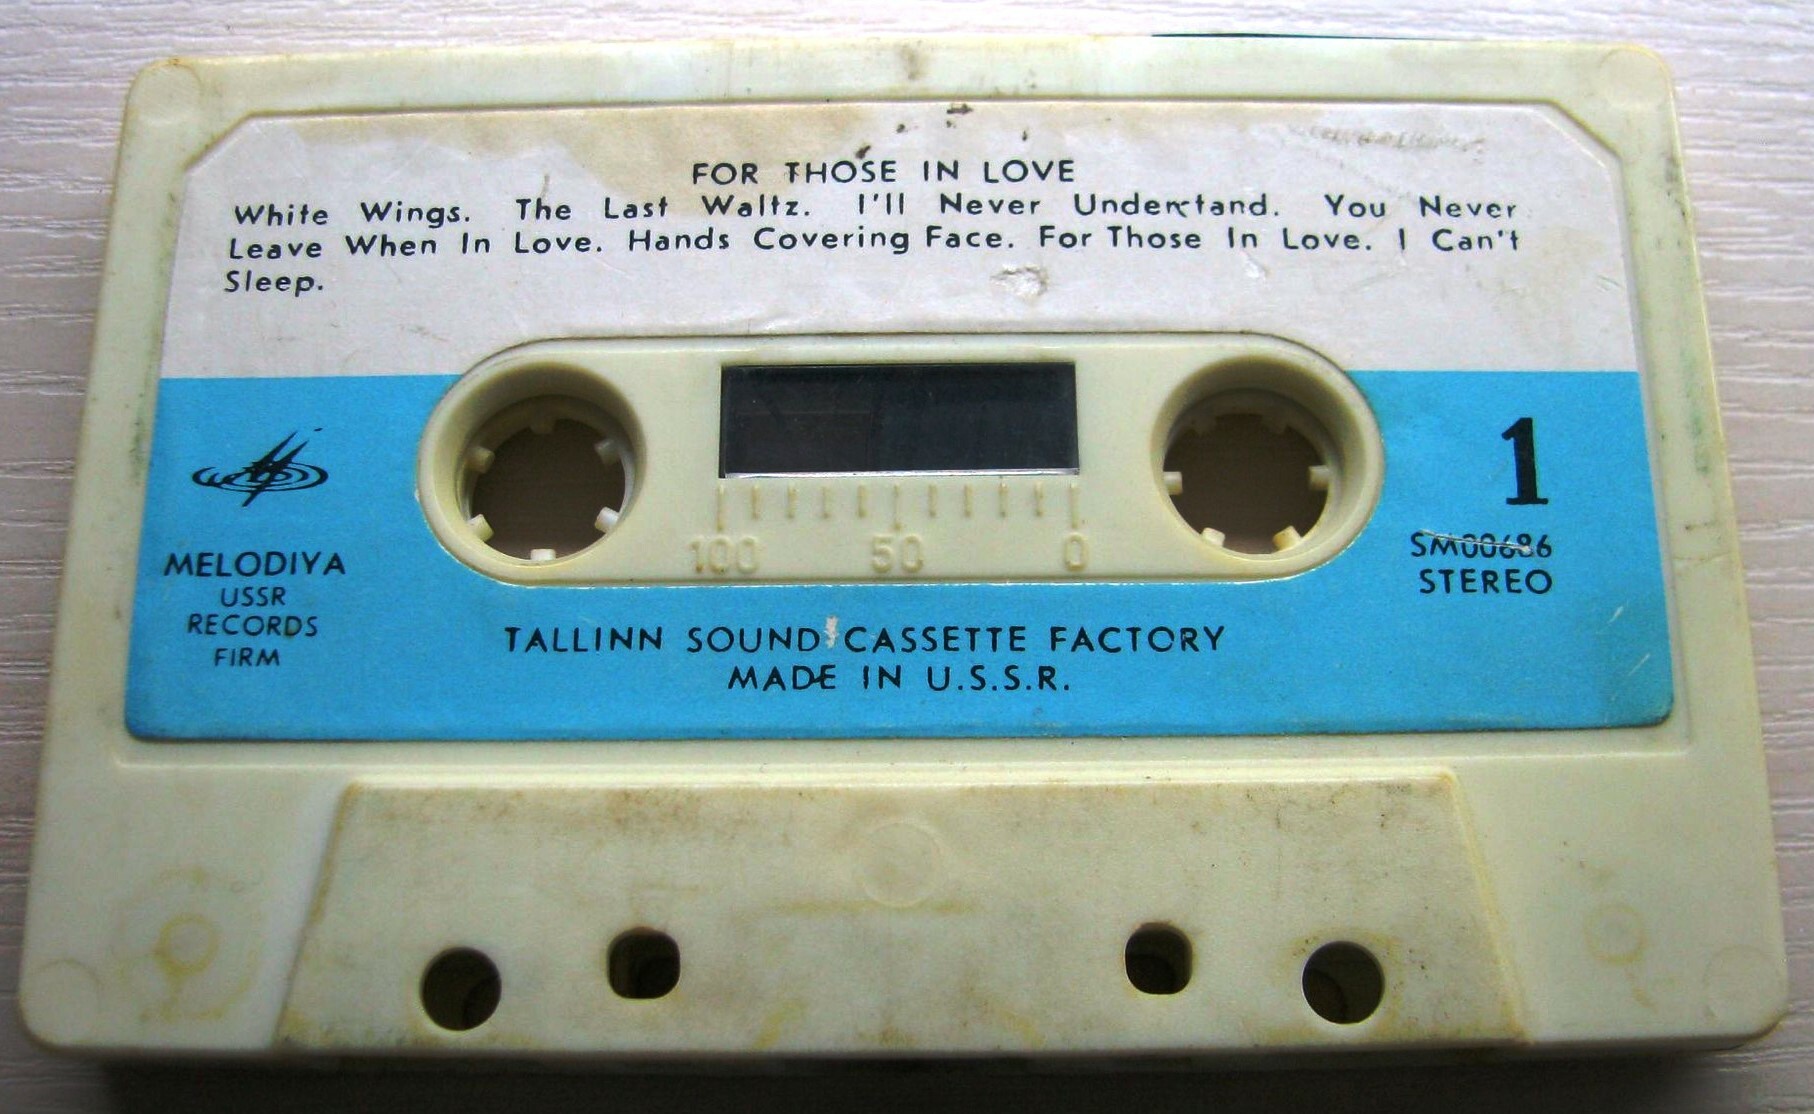 FOR THOSE IN LOVE
White Wings. The Last Waltz. I'll Never Understand. You Never
Leave When In Love. Hands Covering Face. For Those In Love. I Can't
Sleep.
1
100 50 0
SM00686
STEREO
MELODIYA
USSR
RECORDS
FIRM
TALLINN SOUND CASSETTE FACTORY
MADE IN U.S.S.R.